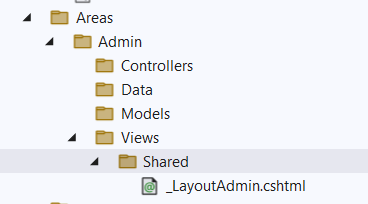 Areas
Admin
Controllers
Data
Models
Views
Shared
_LayoutAdmin.cshtml